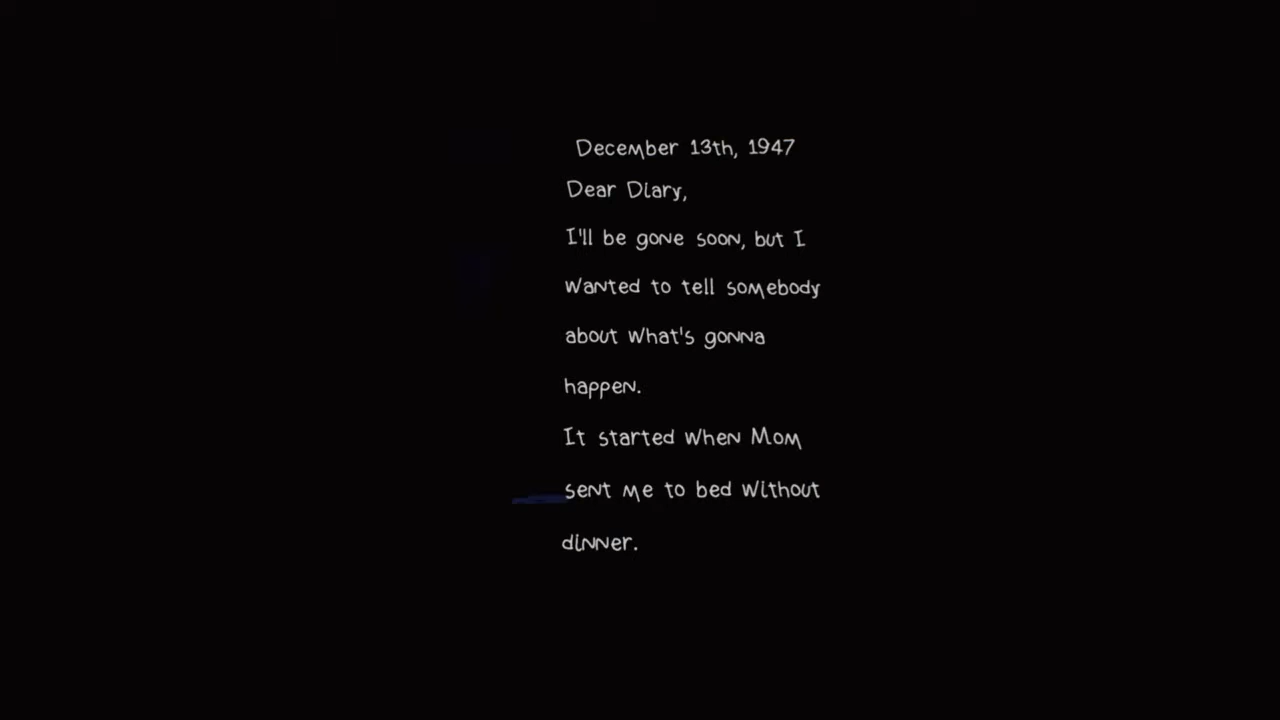 December 13th, 1947
Dear Diary,
I'll be gone soon, but I
wanted to tell somebody
about what's gonna
happen.
It started when Mom
sent me to bed without
dinner.